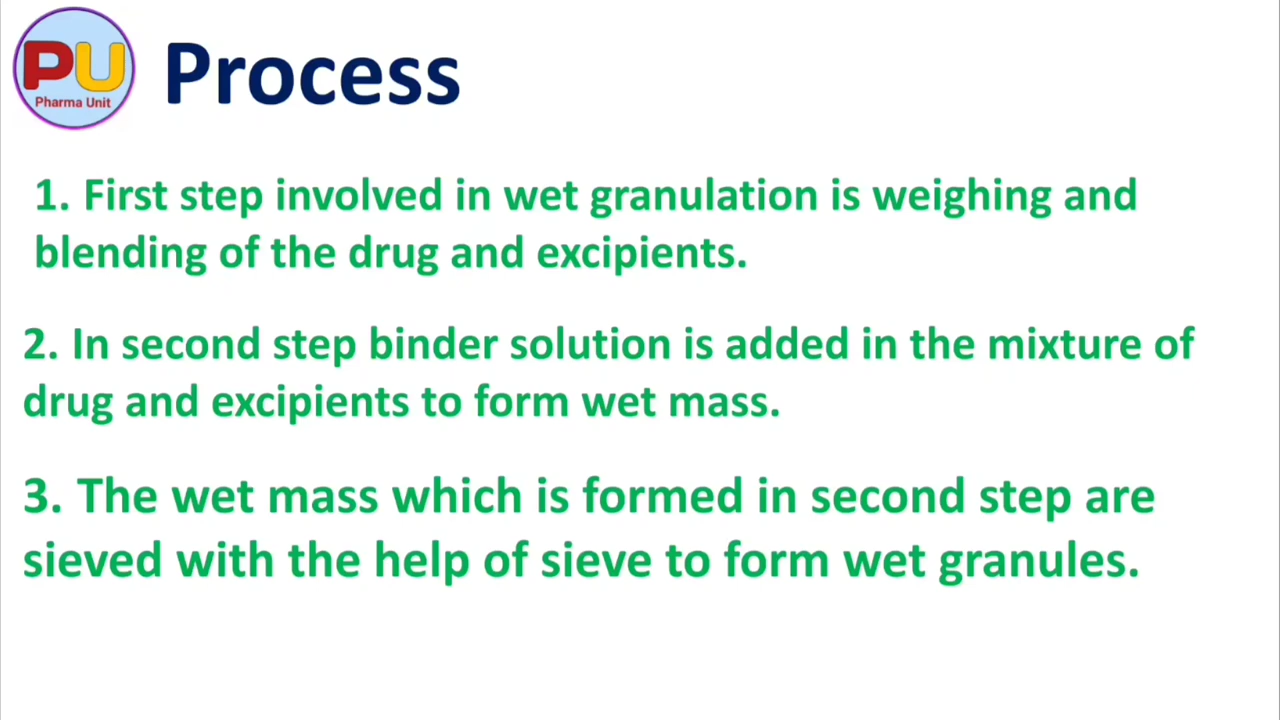 PU
Pharma Unit
Process
1. First step involved in wet granulation is weighing and
blending of the drug and excipients.
2. In second step binder solution is added in the mixture of
drug and excipients to form wet mass.
3. The wet mass which is formed in second step are
sieved with the help of sieve to form wet granules.